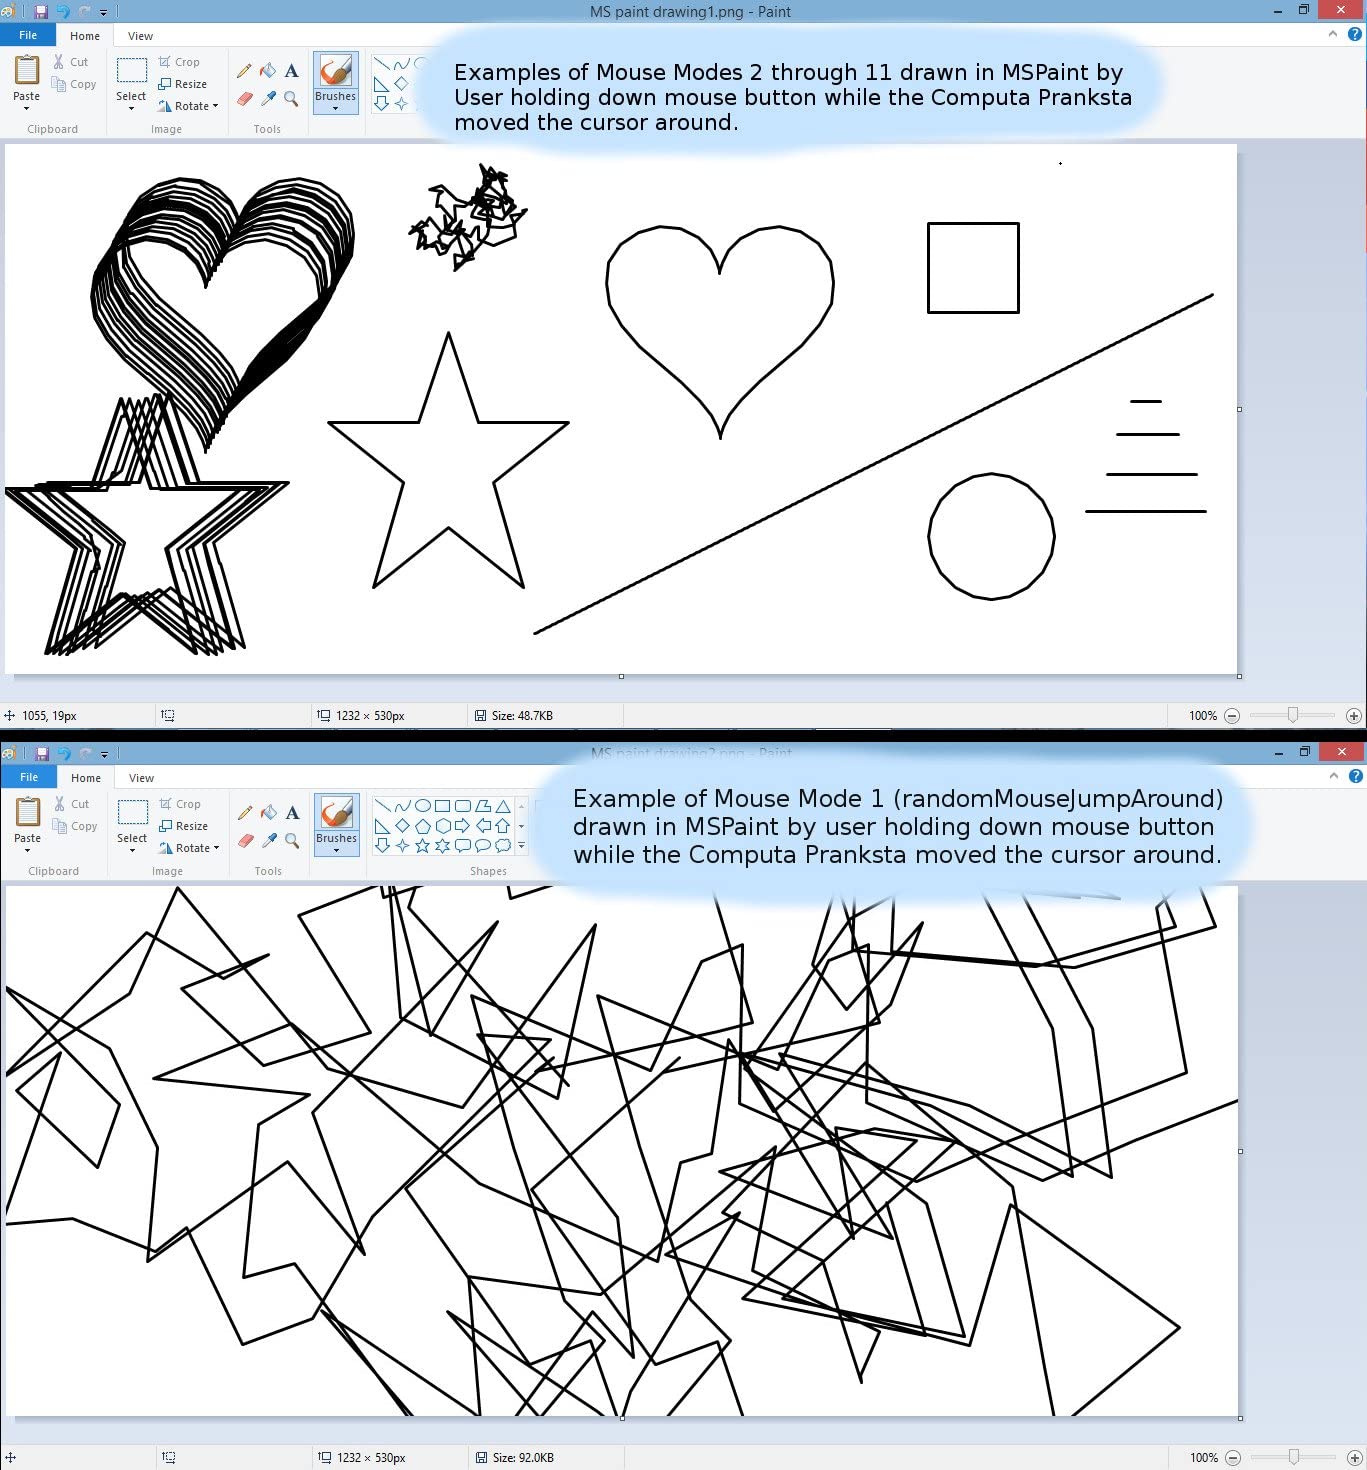 MS paint drawing1.png - Paint
File Home View
Cut
Copy
Paste
Clipboard
Crop
Resize
Rotate
Select
Image
A
Tools
Brushes
Examples of Mouse Modes 2 through 11 drawn in MSPaint by
User holding down mouse button while the Computa Pranksta
moved the cursor around.
1055, 19px 1232 × 530px Size: 48.7KB 100%
MS paint drawing2.png - Paint
File Home View
Cut
Copy
Paste
Clipboard
Crop
Resize
Rotate
Select
Image
A
Tools
Brushes
Shapes
Example of Mouse Mode 1 (randomMouseJumpAround)
drawn in MSPaint by user holding down mouse button
while the Computa Pranksta moved the cursor around.
1232 × 530px Size: 92.0KB 100%